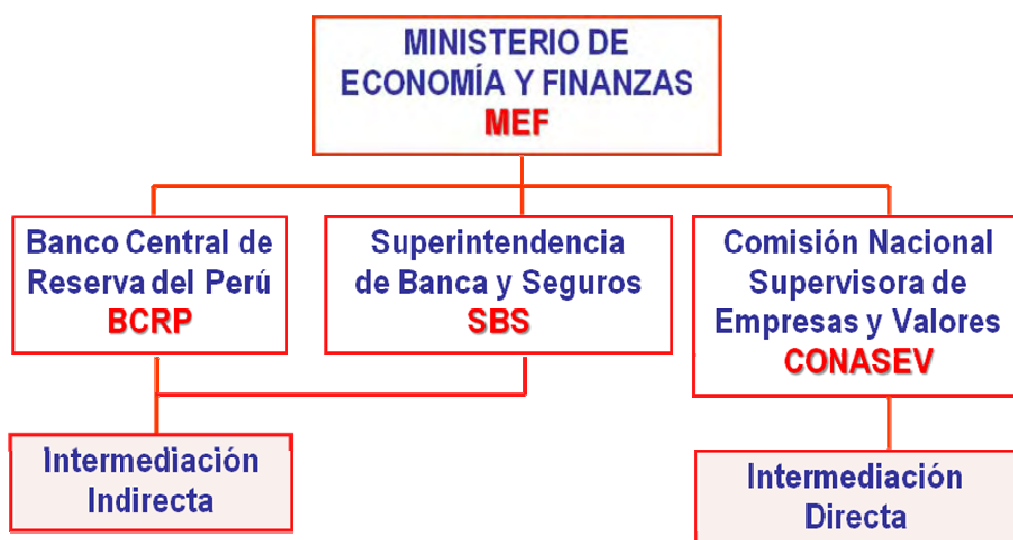 MINISTERIO DE
ECONOMÍA Y FINANZAS
MEF
Banco Central de
Reserva del Perú
BCRP
Superintendencia
de Banca y Seguros
SBS
Comisión Nacional
Supervisora de
Empresas y Valores
CONASEV
Intermediación
Indirecta
Intermediación
Directa